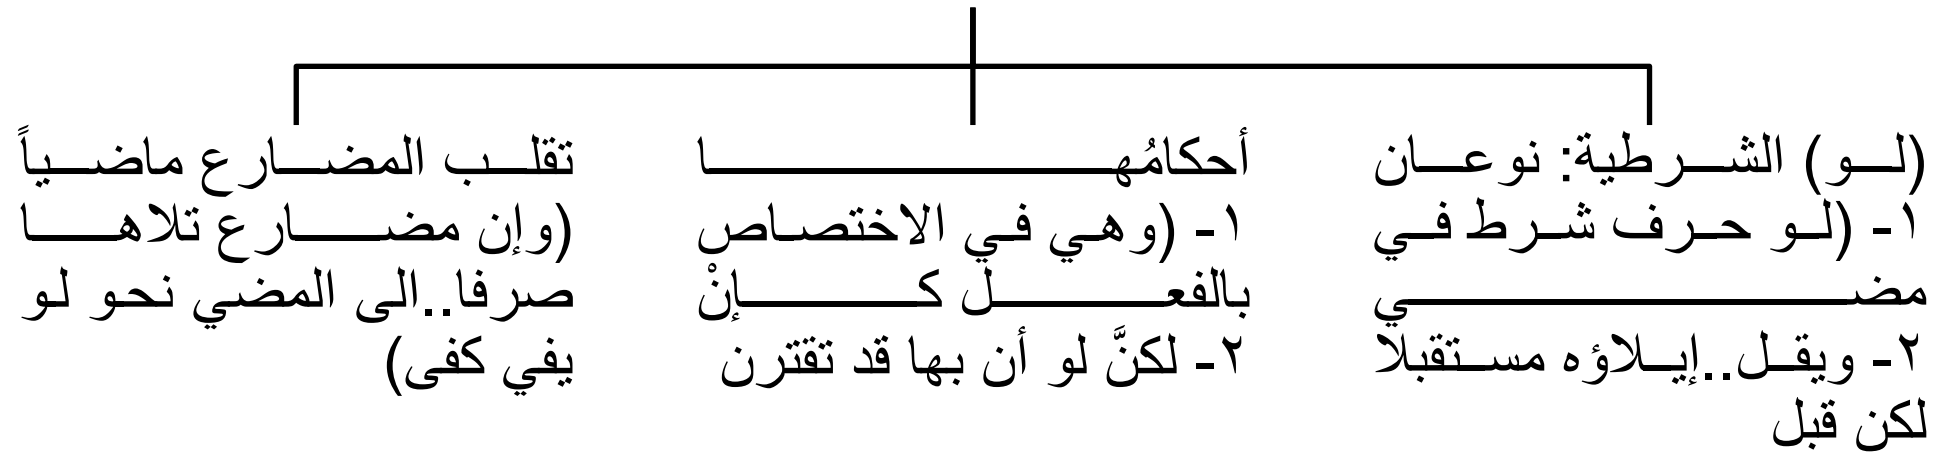 (لو) الشرطية: نوعان
١- (لو حرف شرط في
مضي
٢- ويقل..إيلاؤه مستقبلا
لكن قبل
أحكامُها
١- (وهي في الاختصاص
بالفعل كإنْ
٢- لكنَّ لو أن بها قد تقترن
تقلب المضارع ماضياً
(وإن مضارع تلاها
صرفا..الى المضي نحو لو
يفي كفى)